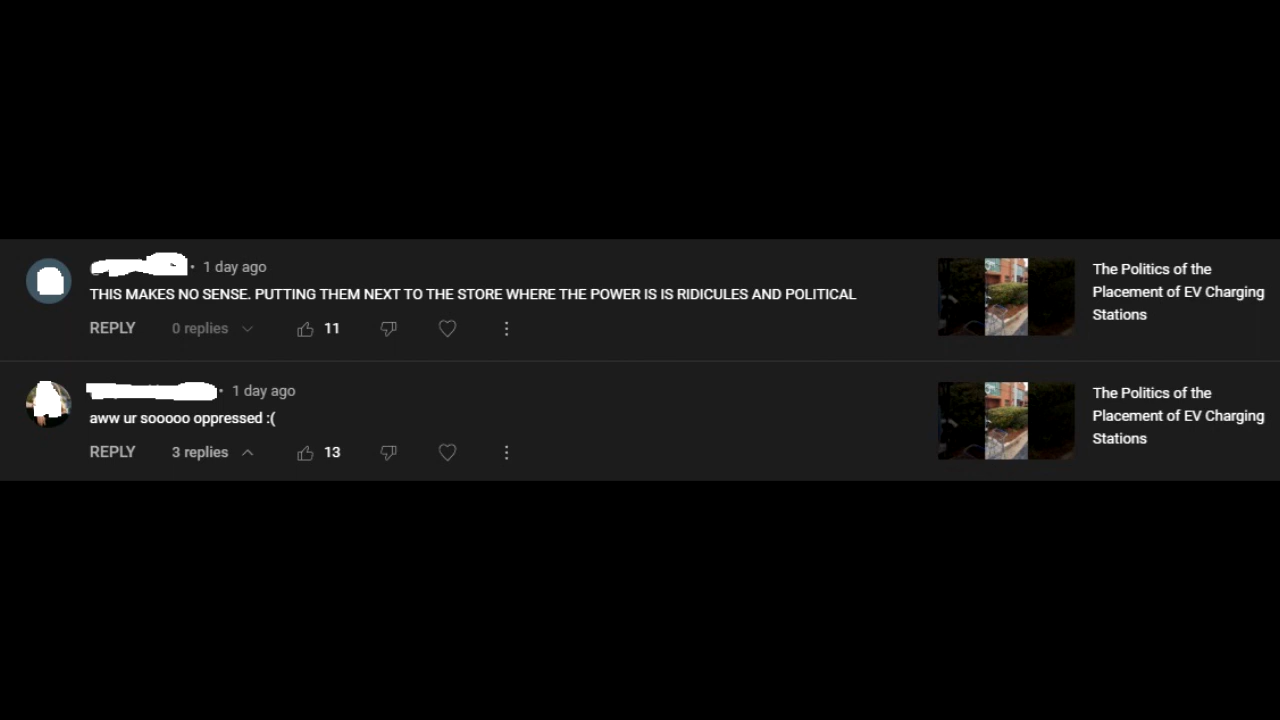 · 1 day ago
THIS MAKES NO SENSE. PUTTING THEM NEXT TO THE STORE WHERE THE POWER IS IS RIDICULES AND POLITICAL
REPLY 0 replies 11
The Politics of the
Placement of EV Charging
Stations
· 1 day ago
aww ur sooooo oppressed :(
REPLY 3 replies 13
The Politics of the
Placement of EV Charging
Stations